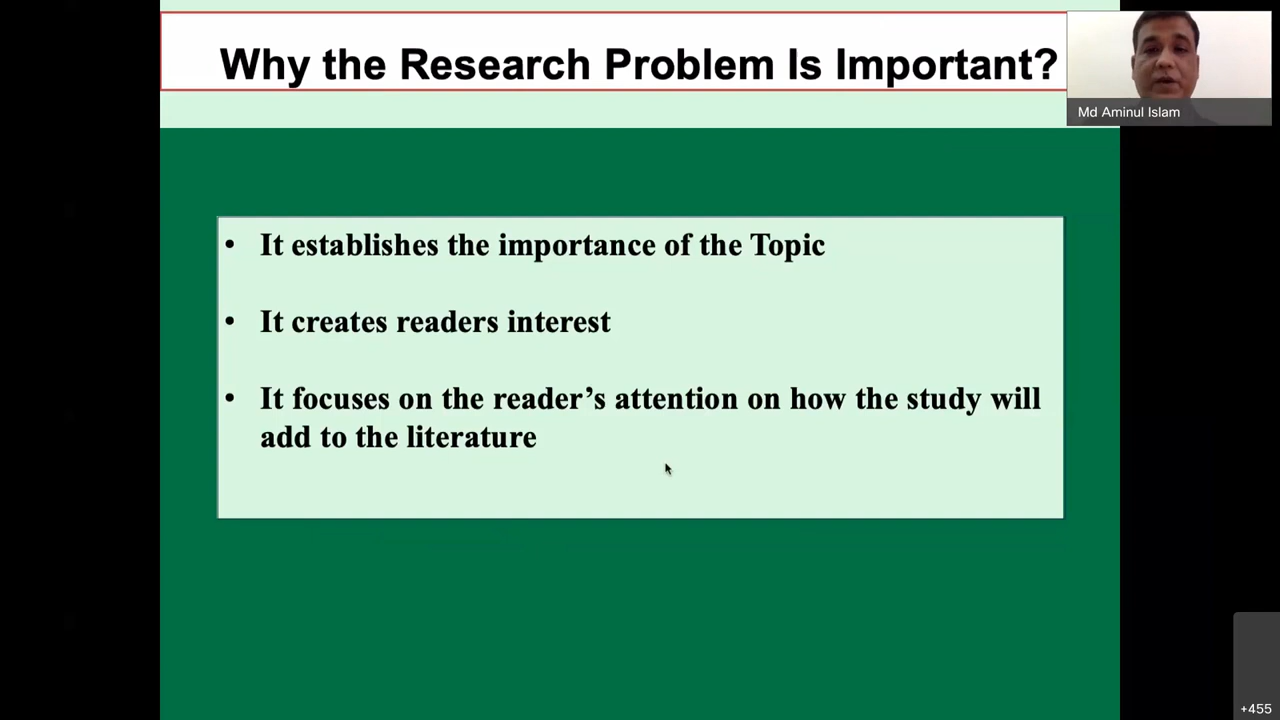 Why the Research Problem Is Important?
Md Aminul Islam
• It establishes the importance of the Topic
• It creates readers interest
• It focuses on the reader’s attention on how the study will
add to the literature
+455